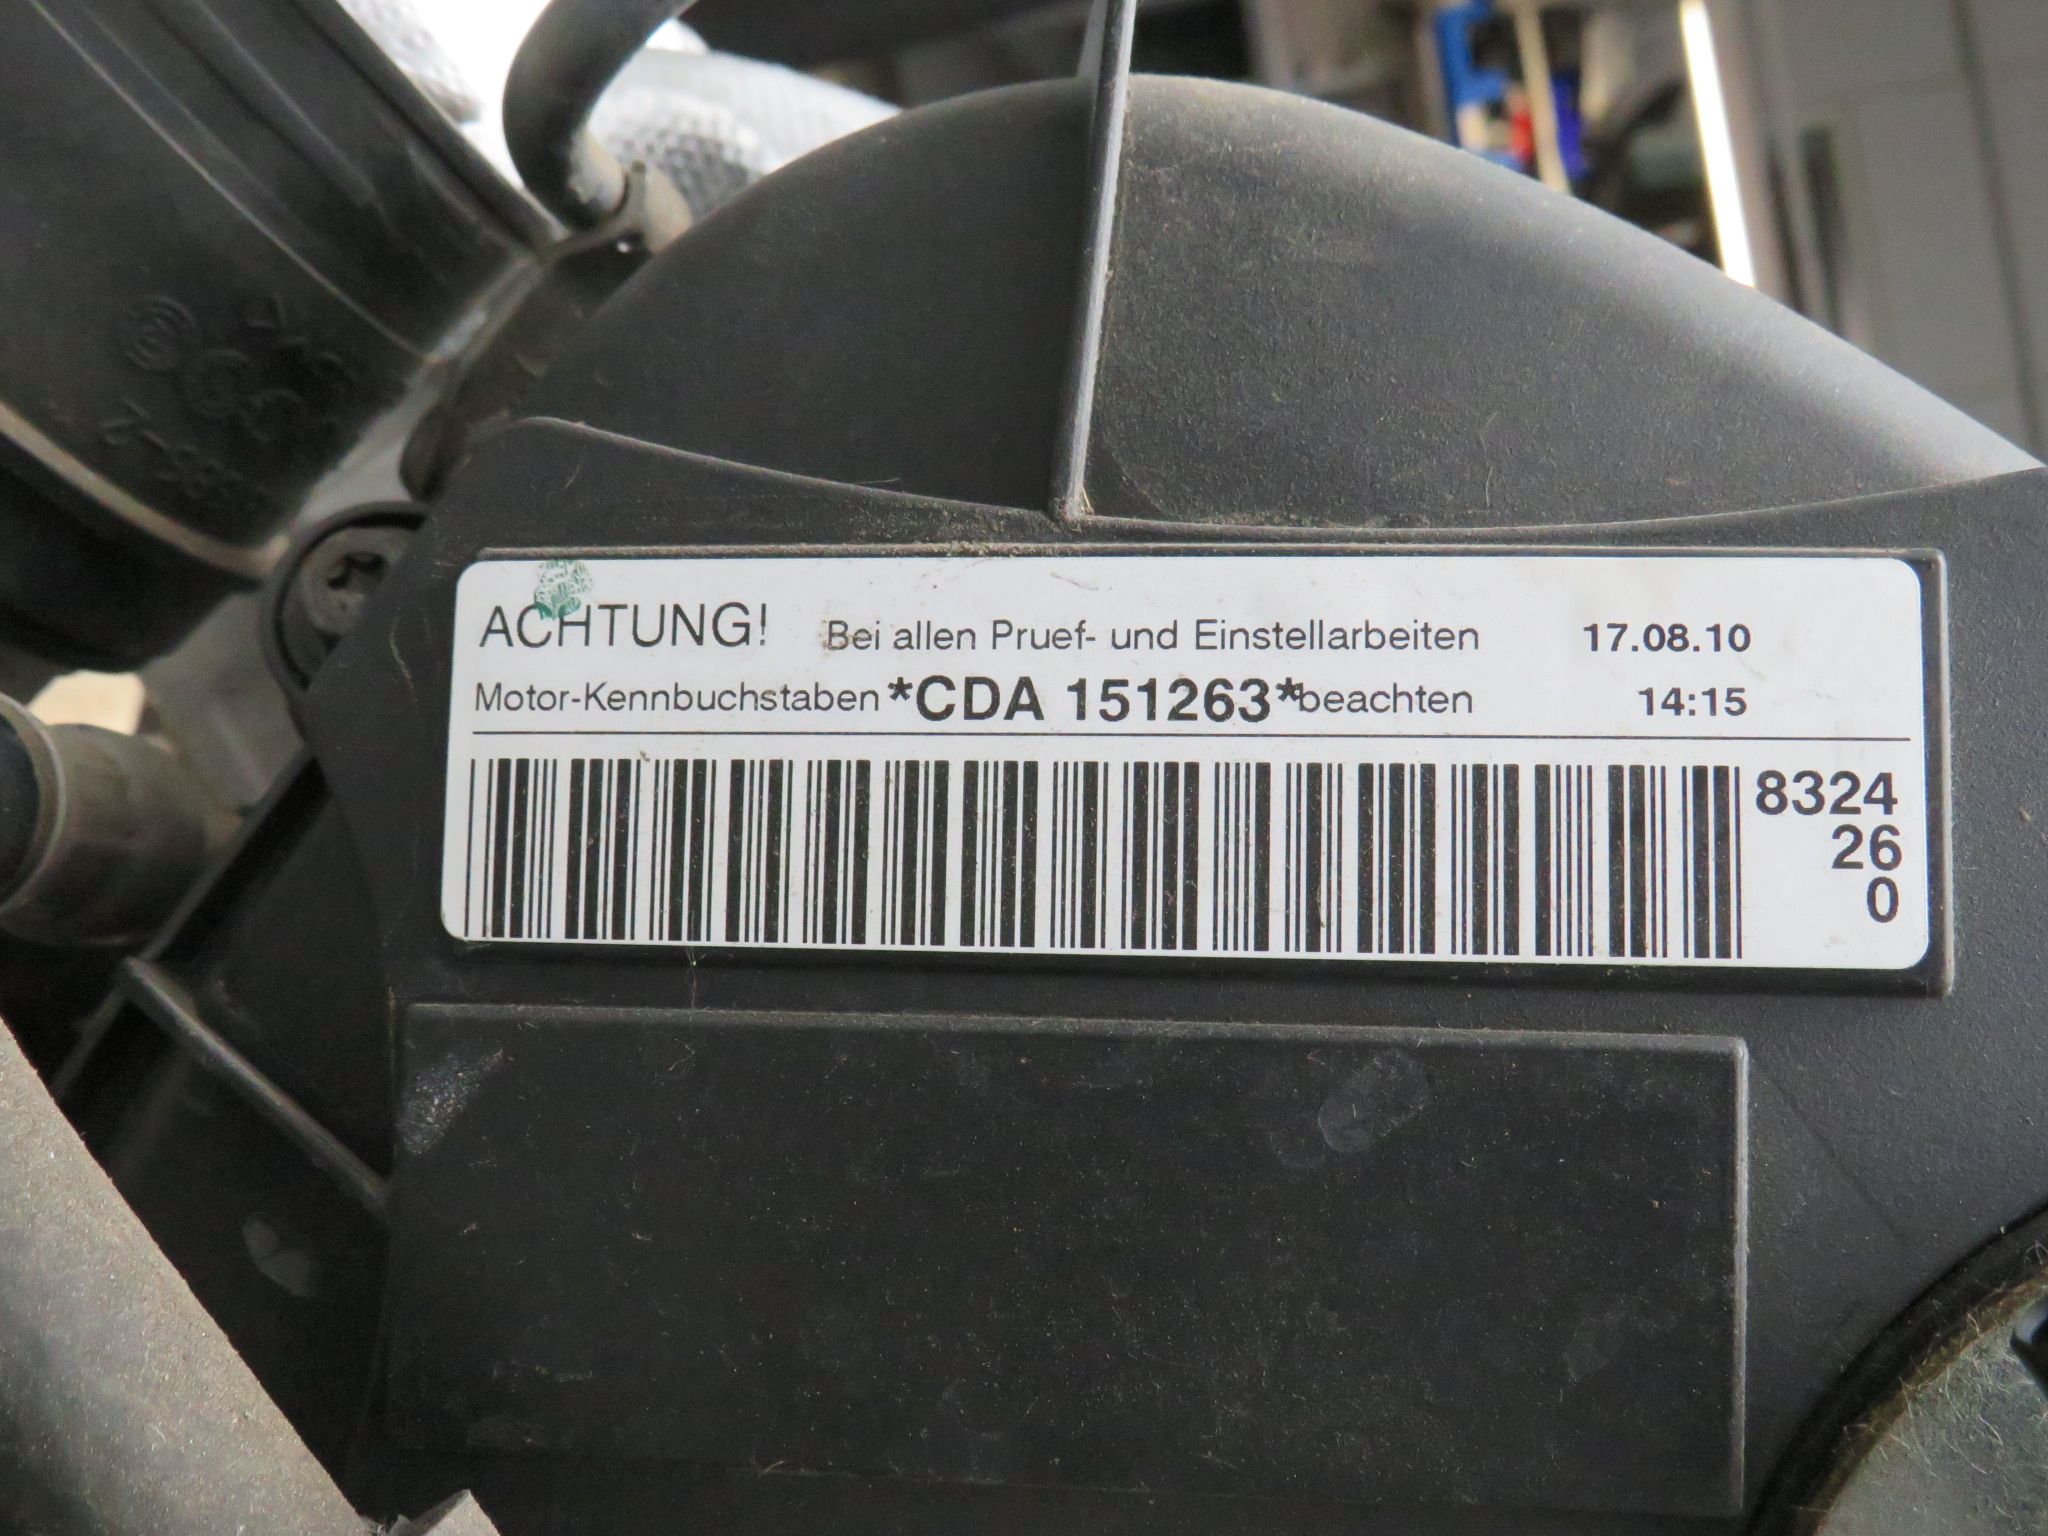 ACHTUNG! Bei allen Pruef- und Einstellarbeiten 17.08.10
Motor-Kennbuchstaben *CDA 151263* beachten 14:15
8324
26
0